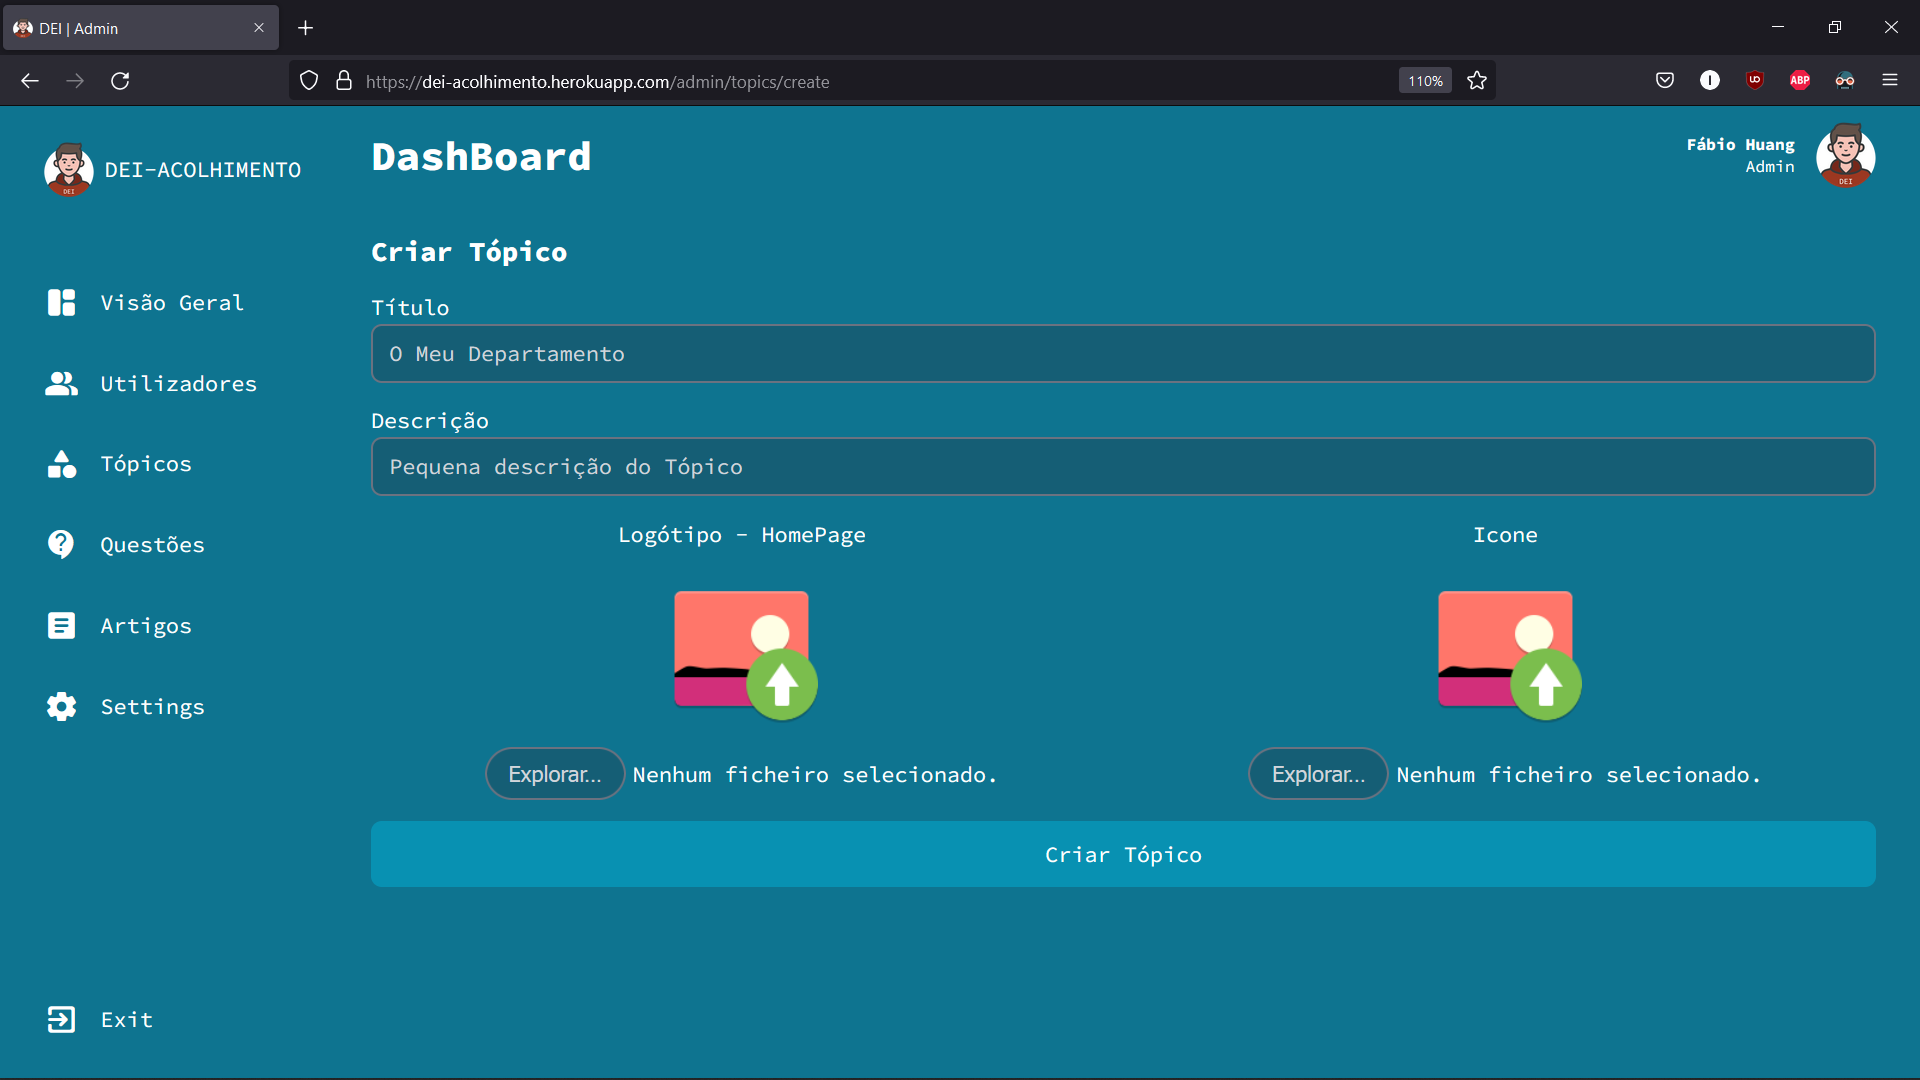 DEI | Admin
https://dei-acolhimento.herokuapp.com/admin/topics/create
110%
ABP
DEI
DEI-ACOLHIMENTO
DashBoard
Fábio Huang
Admin
DEI
Criar Tópico
Visão Geral
Utilizadores
Tópicos
Questões
Artigos
Settings
Exit
Título
O Meu Departamento
Descrição
Pequena descrição do Tópico
Logótipo - HomePage
Icone
Explorar... Nenhum ficheiro selecionado.
Explorar... Nenhum ficheiro selecionado.
Criar Tópico